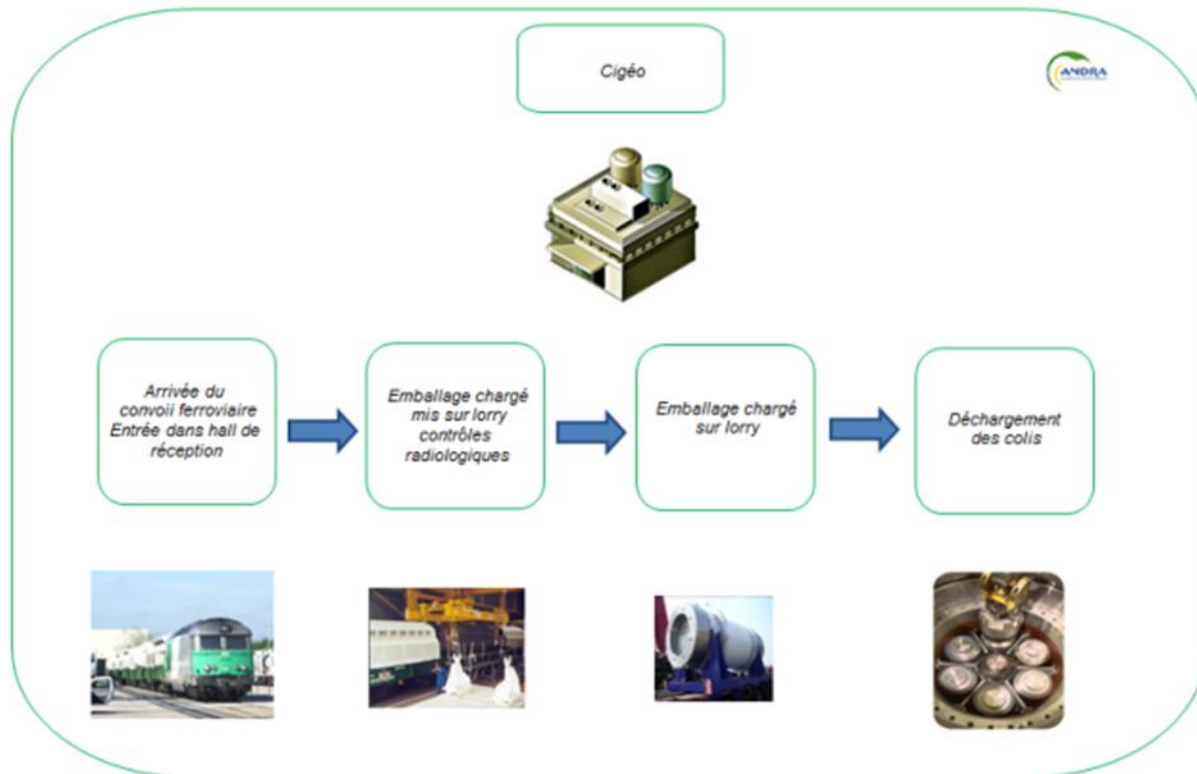 Cigéo
ANDRA
Arrivée du
convoii ferroviaire
Entrée dans hall de
réception
Emballage chargé
mis sur lorry
contrôles
radiologiques
Emballage chargé
sur lorry
Déchargement
des colis